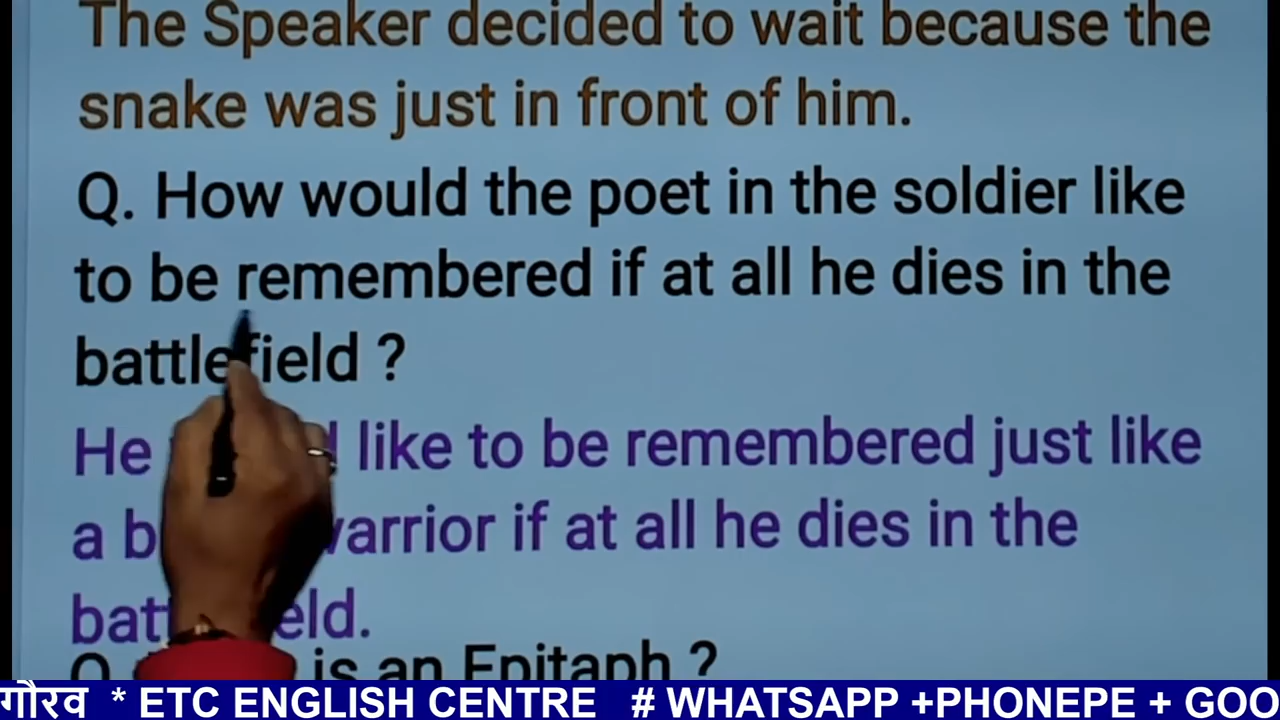 The Speaker decided to wait because the
snake was just in front of him.
Q. How would the poet in the soldier like
to be remembered if at all he dies in the
battlefield ?
He like to be remembered just like
a warrior if at all he dies in the
battlefield.
Q. is an Epitaph ?
गौरव * ETC ENGLISH CENTRE # WHATSAPP +PHONEPE + GOO